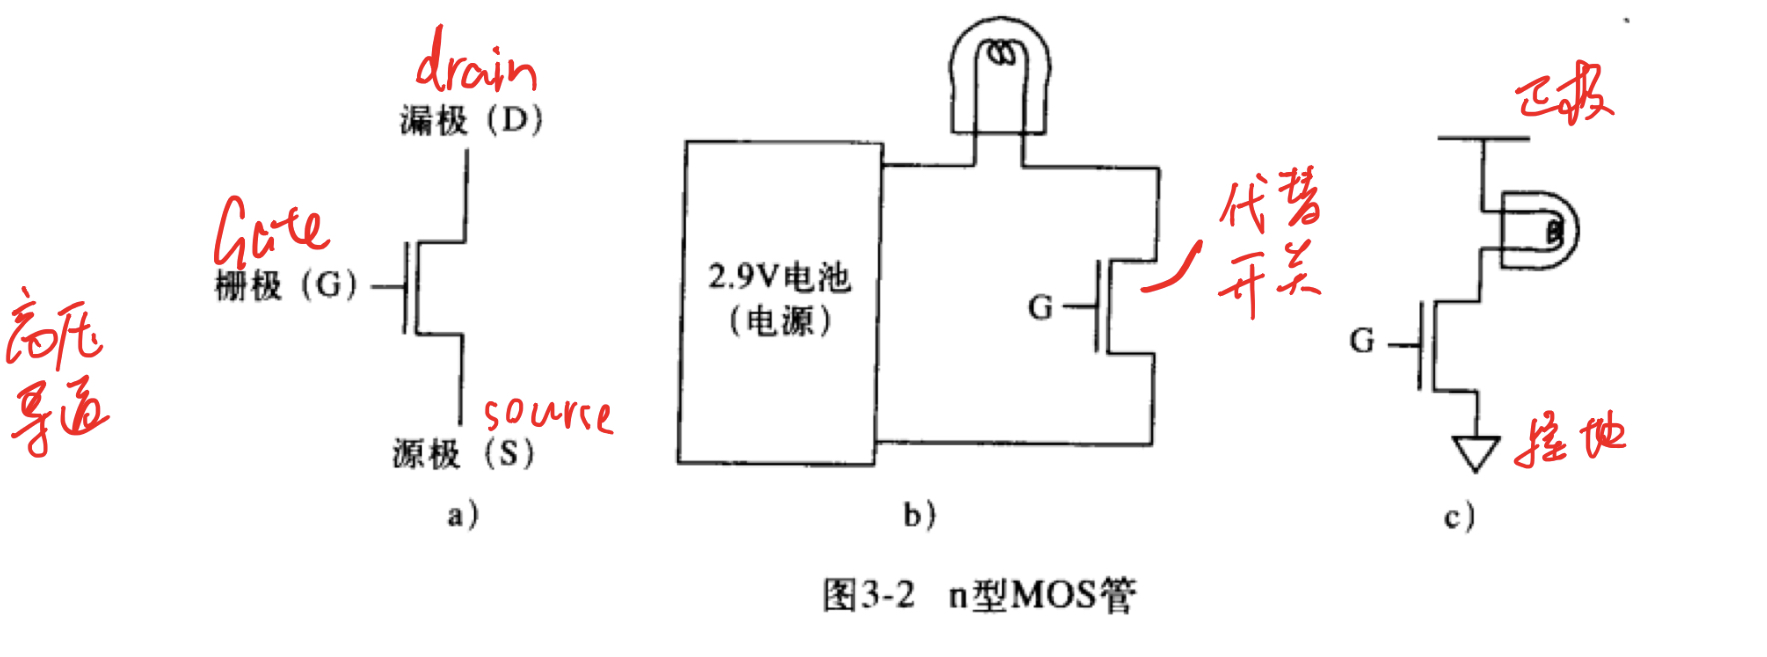 drain
漏极（D）
Gate
栅极（G）
高压
导通
source
源极（S）
a）
2.9V电池
（电源）
G
代替
开关
b）
正极
G
接地
c）
图3-2 n型MOS管